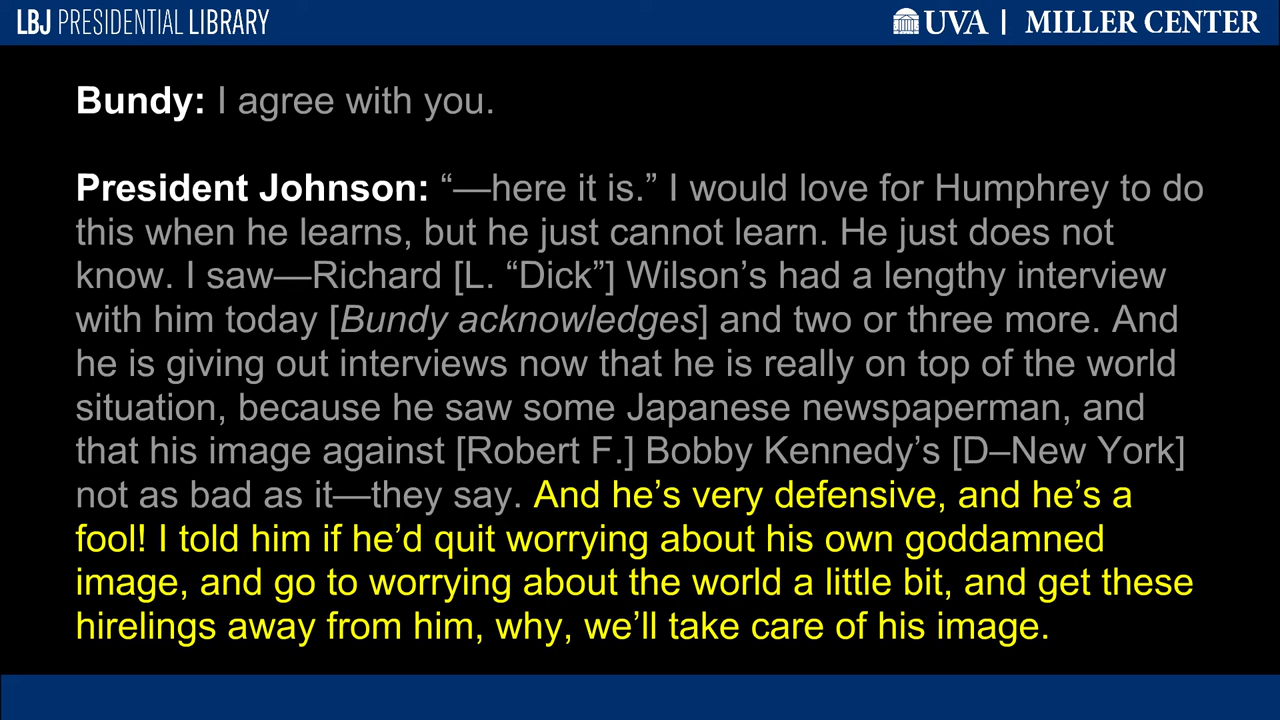 LBJ PRESIDENTIAL LIBRARY
UVA | MILLER CENTER
Bundy: I agree with you.
President Johnson: “—here it is.” I would love for Humphrey to do
this when he learns, but he just cannot learn. He just does not
know. I saw—Richard [L. “Dick”] Wilson’s had a lengthy interview
with him today [Bundy acknowledges] and two or three more. And
he is giving out interviews now that he is really on top of the world
situation, because he saw some Japanese newspaperman, and
that his image against [Robert F.] Bobby Kennedy’s [D–New York]
not as bad as it—they say. And he’s very defensive, and he’s a
fool! I told him if he’d quit worrying about his own goddamned
image, and go to worrying about the world a little bit, and get these
hirelings away from him, why, we’ll take care of his image.